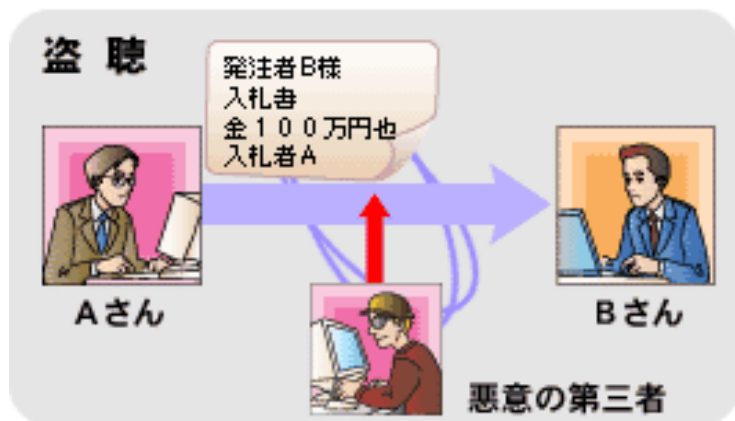 盗 聴
発注者B様
入札書
金１００万円也
入札者A
Aさん
Bさん
悪意の第三者